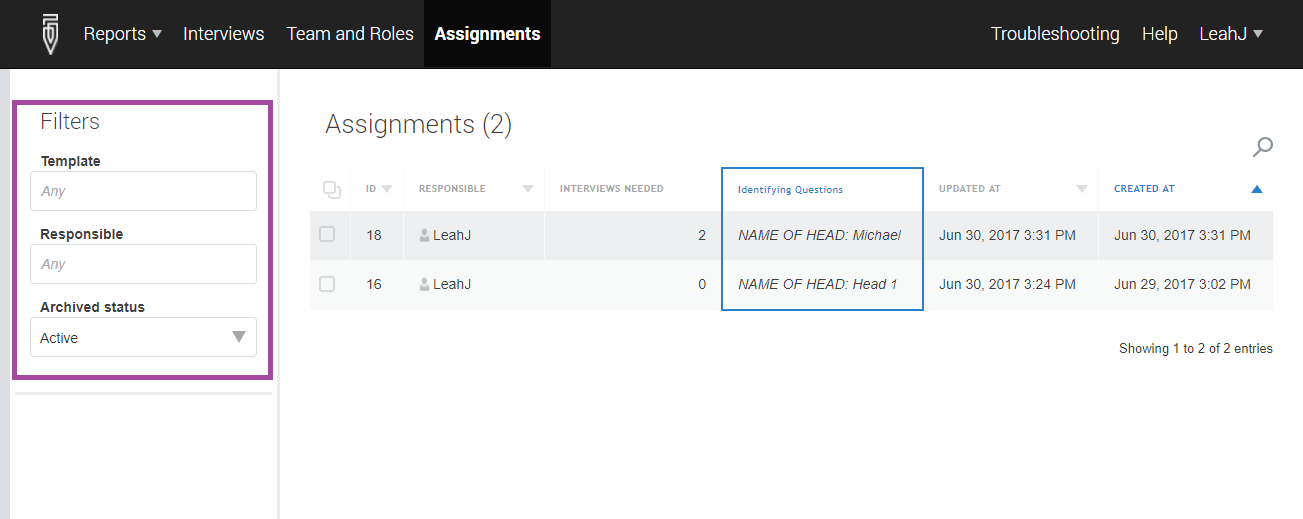 Reports Interviews Team and Roles Assignments Troubleshooting Help LeahJ
Filters
Template
Any
Responsible
Any
Archived status
Active
Assignments (2)
ID RESPONSIBLE INTERVIEWS NEEDED Identifying Questions UPDATED AT CREATED AT
18 LeahJ 2 NAME OF HEAD: Michael Jun 30, 2017 3:31 PM Jun 30, 2017 3:31 PM
16 LeahJ 0 NAME OF HEAD: Head 1 Jun 30, 2017 3:24 PM Jun 29, 2017 3:02 PM
Showing 1 to 2 of 2 entries